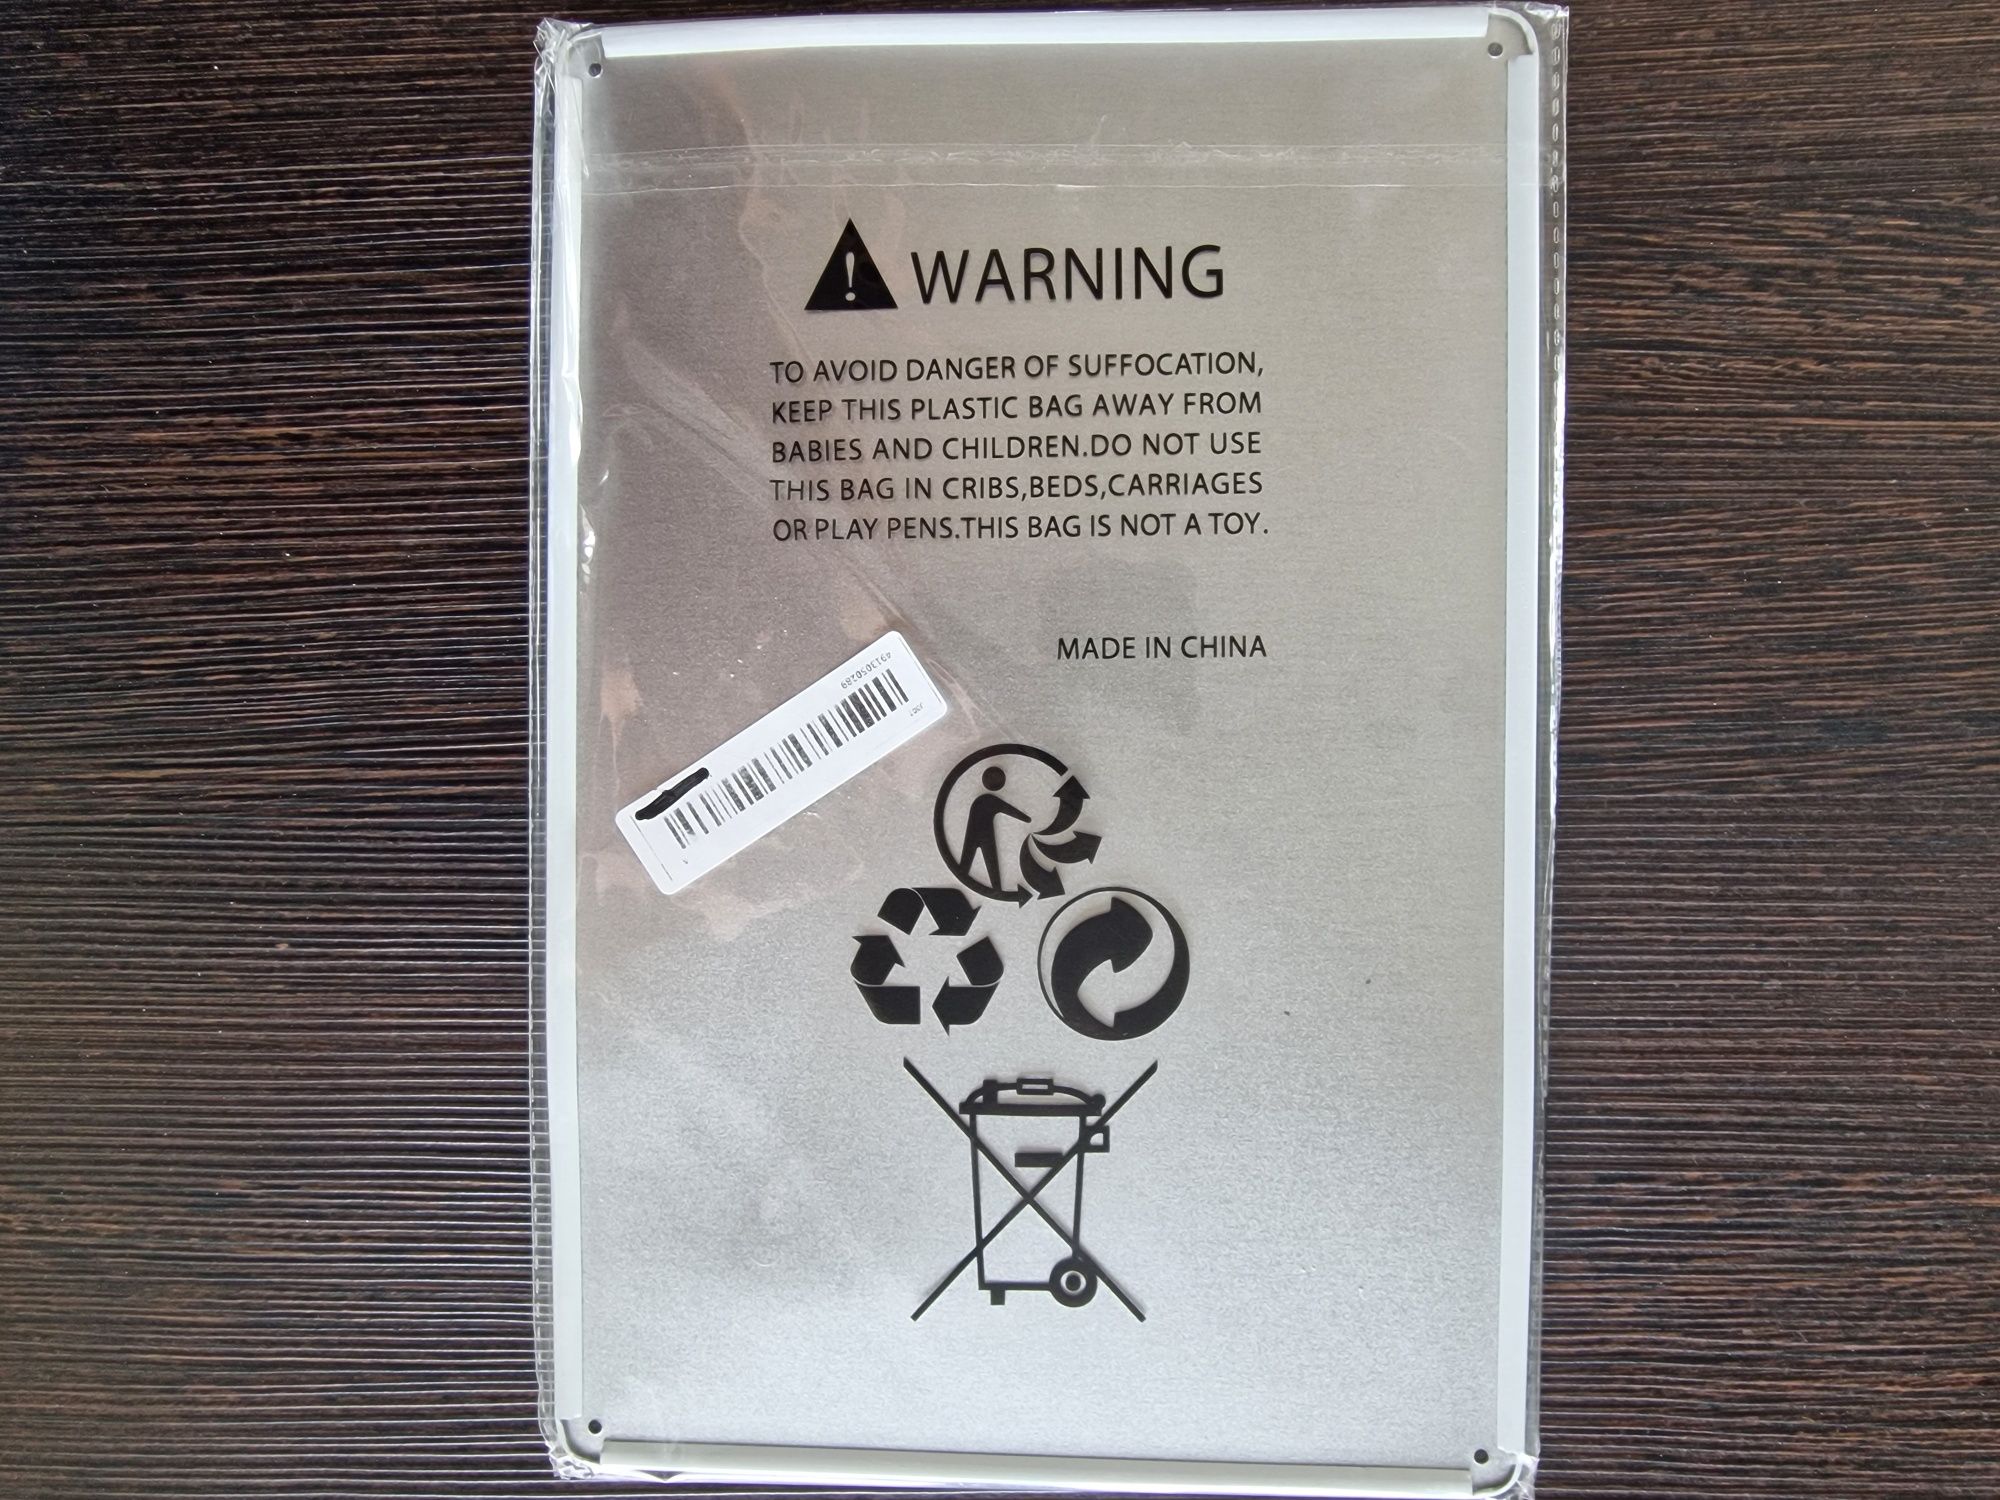 WARNING
TO AVOID DANGER OF SUFFOCATION,
KEEP THIS PLASTIC BAG AWAY FROM
BABIES AND CHILDREN.DO NOT USE
THIS BAG IN CRIBS,BEDS,CARRIAGES
OR PLAY PENS.THIS BAG IS NOT A TOY.
MADE IN CHINA
4913050289